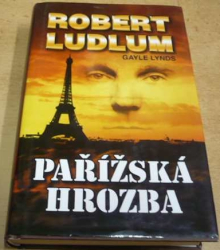 ROBERT
LUDLUM
GAYLE LYNDS
PAŘÍŽSKÁ
HROZBA